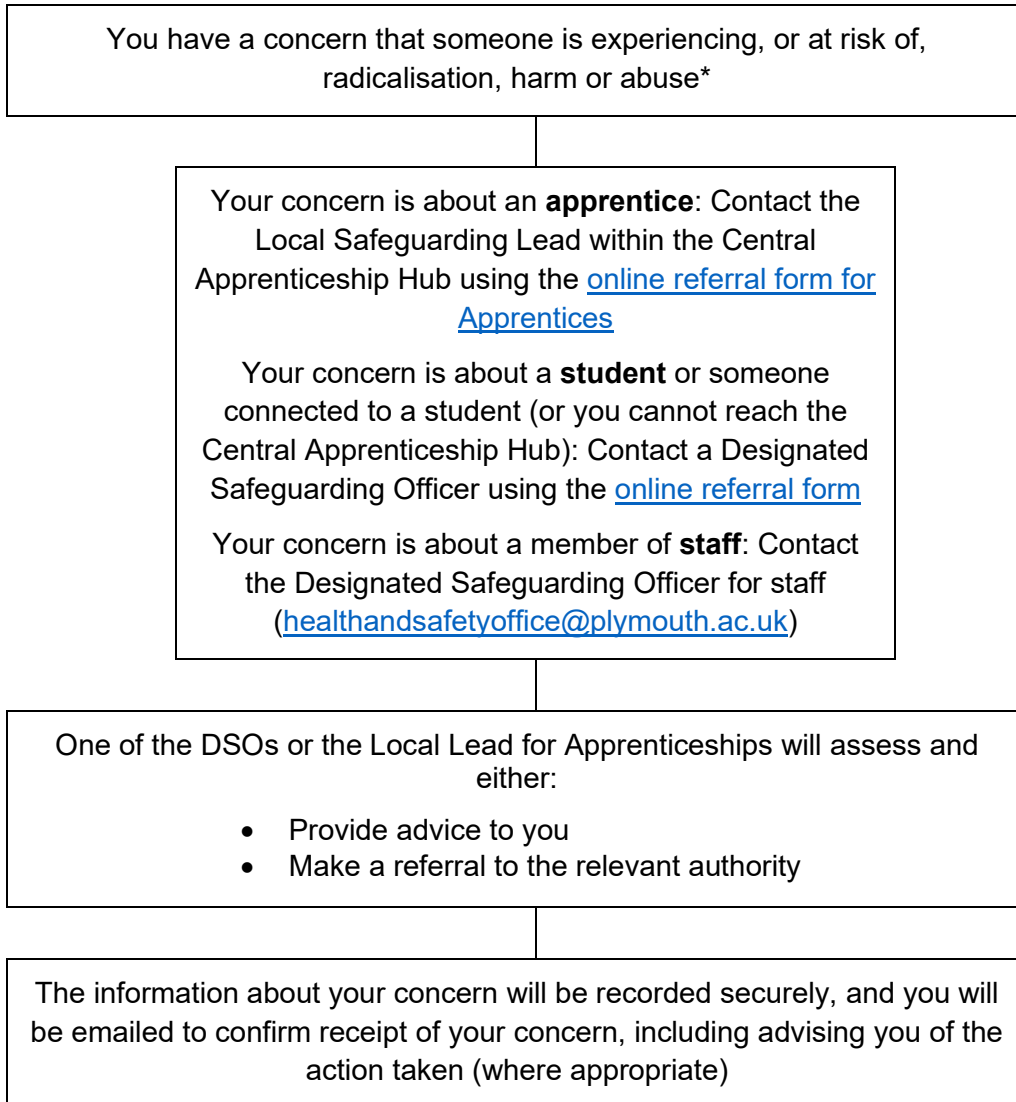 You have a concern that someone is experiencing, or at risk of,
radicalisation, harm or abuse*
Your concern is about an apprentice: Contact the
Local Safeguarding Lead within the Central
Apprenticeship Hub using the online referral form for
Apprentices
Your concern is about a student or someone
connected to a student (or you cannot reach the
Central Apprenticeship Hub): Contact a Designated
Safeguarding Officer using the online referral form
Your concern is about a member of staff: Contact
the Designated Safeguarding Officer for staff
(healthandsafetyoffice@plymouth.ac.uk)
One of the DSOs or the Local Lead for Apprenticeships will assess and
either:
• Provide advice to you
• Make a referral to the relevant authority
The information about your concern will be recorded securely, and you will
be emailed to confirm receipt of your concern, including advising you of the
action taken (where appropriate)